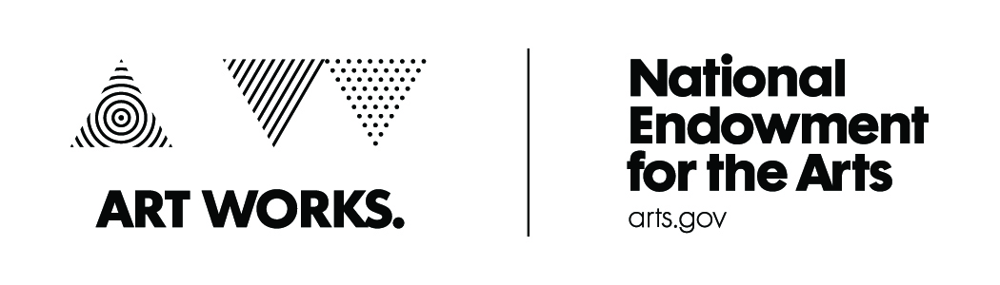 ART WORKS.
National
Endowment
for the Arts
arts.gov